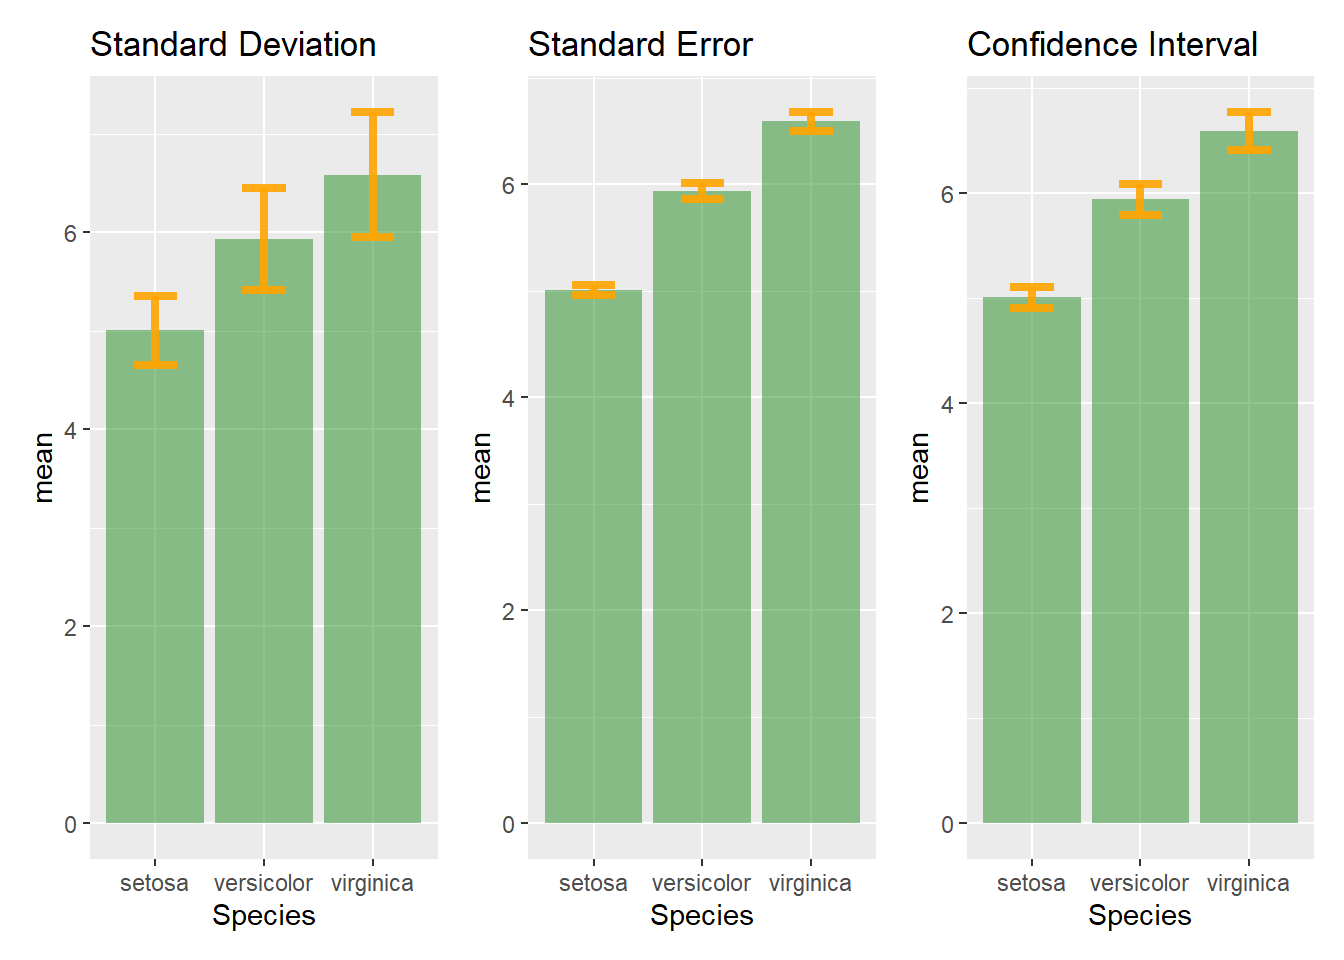 Standard Deviation
mean
6
4
2
0
setosa versicolor virginica
Species
Standard Error
mean
6
4
2
0
setosa versicolor virginica
Species
Confidence Interval
mean
6
4
2
0
setosa versicolor virginica
Species